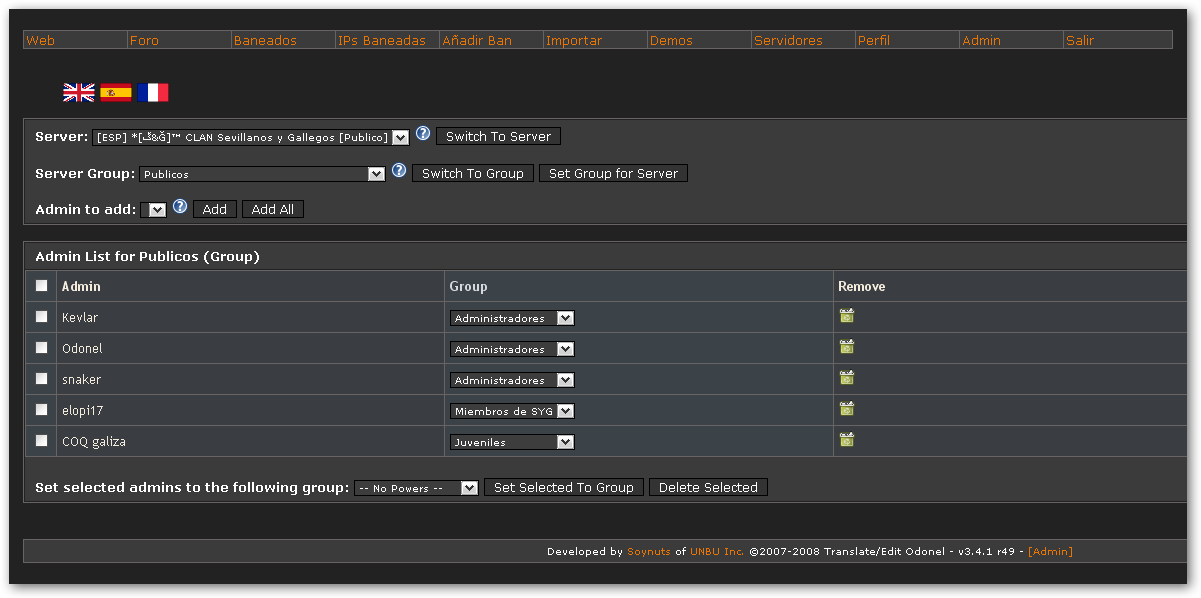 Web Foro Baneados IPs Baneadas Añadir Ban Importar Demos Servidores Perfil Admin Salir
Server: [ESP] *[ﮆ&Ğ]™ CLAN Sevillanos y Gallegos [Publico] ? Switch To Server
Server Group: Publicos ? Switch To Group Set Group for Server
Admin to add: ? Add Add All
Admin List for Publicos (Group)
Admin Group Remove
Kevlar Administradores
Odonel Administradores
snaker Administradores
elopi17 Miembros de SYG
COQ galiza Juveniles
Set selected admins to the following group: -- No Powers -- Set Selected To Group Delete Selected
Developed by Soynuts of UNBU Inc. ©2007-2008 Translate/Edit Odonel - v3.4.1 r49 - [Admin]